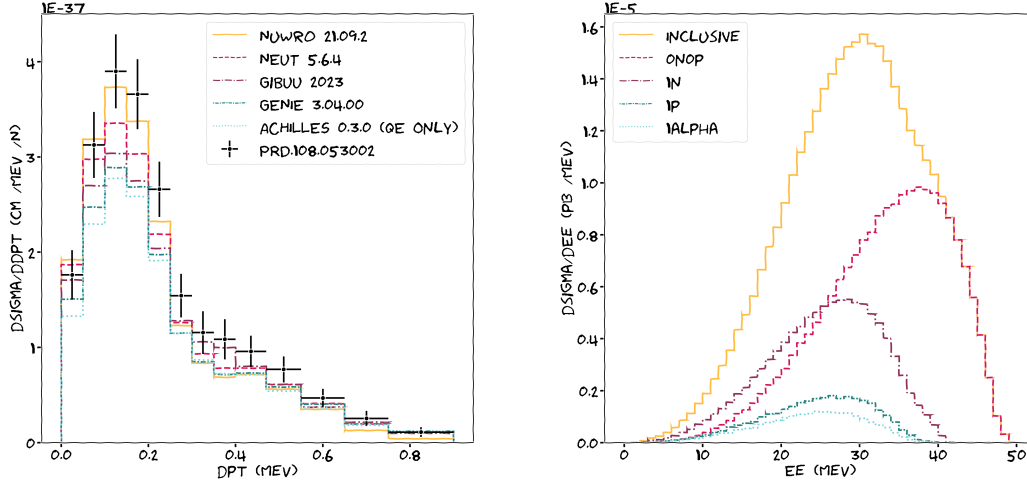 1E-37
DSIGMA/DDPT (CM /MEV /N)
4
3
2
1
0
0.0 0.2 0.4 0.6 0.8
DPT (MEV)
NUWRO 21.09.2
NEUT 5.6.4
GIBUU 2023
GENIE 3.04.00
ACHILLES 0.3.0 (QE ONLY)
PRD.108.053002
1E-5
DSIGMA/DEE (PB /MEV)
1.6
1.4
1.2
1.0
0.8
0.6
0.4
0.2
0.0
0 10 20 30 40 50
EE (MEV)
INCLUSIVE
0N0P
1N
1P
1ALPHA